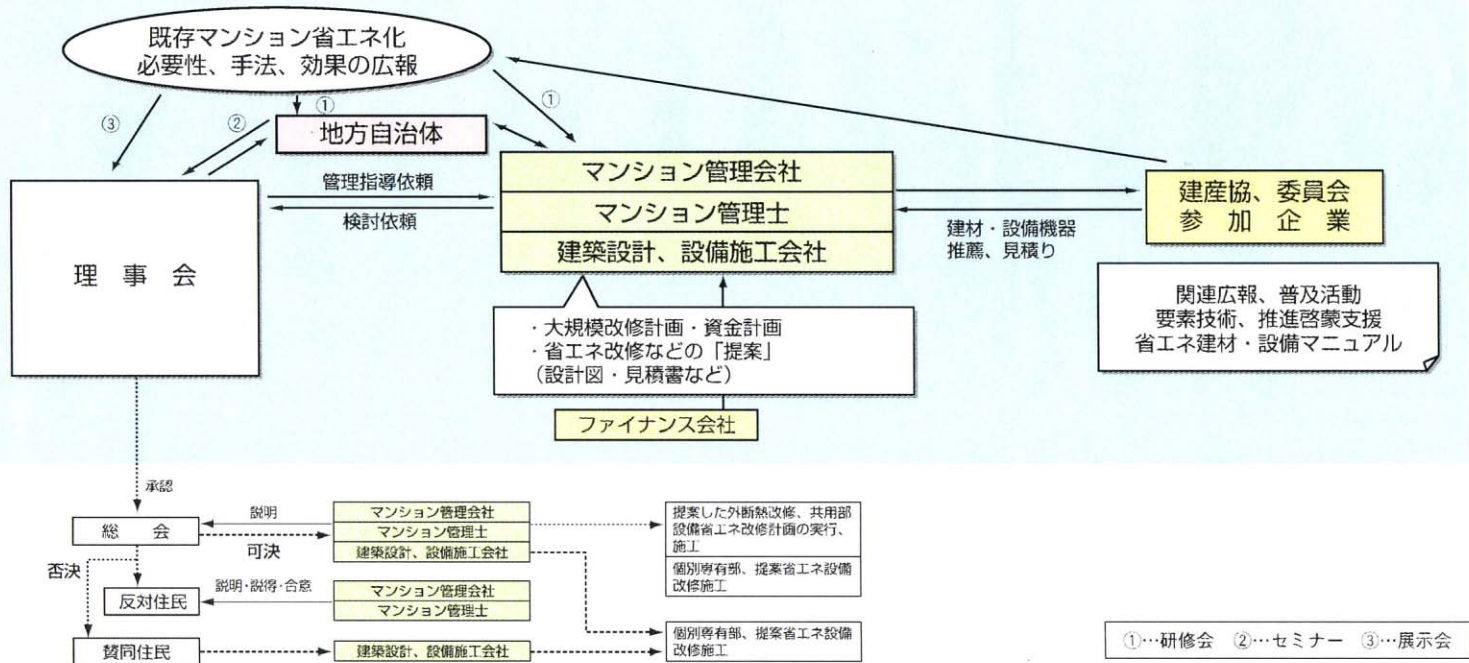 既存マンション省エネ化
必要性、手法、効果の広報
③
②
①
①
地方自治体
理事会
管理指導依頼
検討依頼
マンション管理会社
マンション管理士
建築設計、設備施工会社
建材・設備機器
推薦、見積り
建産協、委員会
参加企業
関連広報、普及活動
要素技術、推進啓蒙支援
省エネ建材・設備マニュアル
・大規模改修計画・資金計画
・省エネ改修などの「提案」
（設計図・見積書など）
ファイナンス会社
承認
総会
説明
可決
マンション管理会社
マンション管理士
建築設計、設備施工会社
提案した外断熱改修、共用部
設備省エネ改修計画の実行、
施工
個別専有部、提案省エネ設備
改修施工
否決
反対住民
説明・説得・合意
マンション管理会社
マンション管理士
賛同住民
建築設計、設備施工会社
個別専有部、提案省エネ設備
改修施工
①…研修会 ②…セミナー ③…展示会